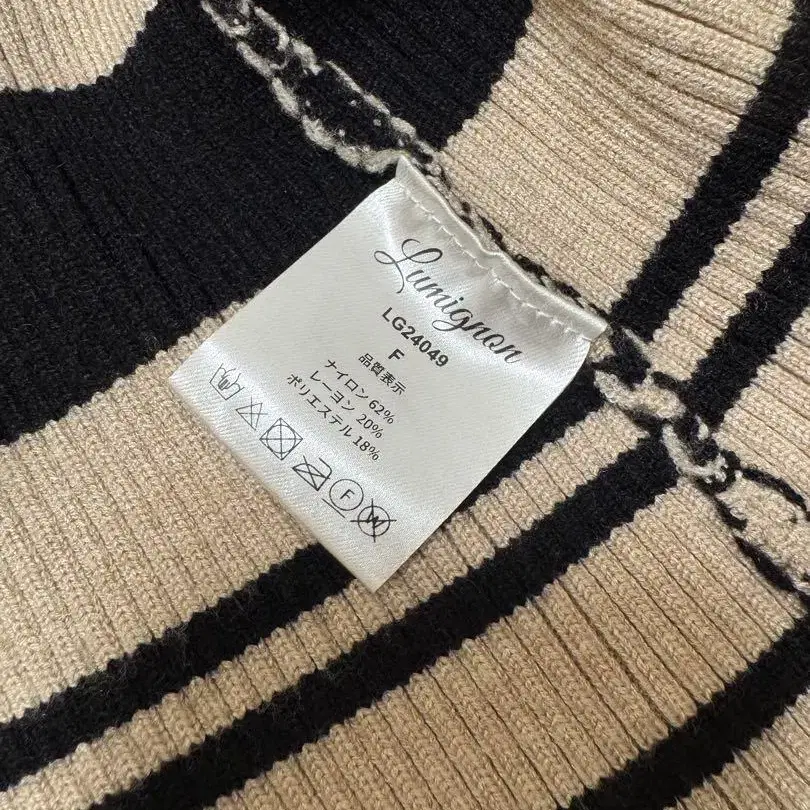 Lumignon
LG24049
F
品質表示
ナイロン 62%
レーヨン 20%
ポリエステル 18%
F
W